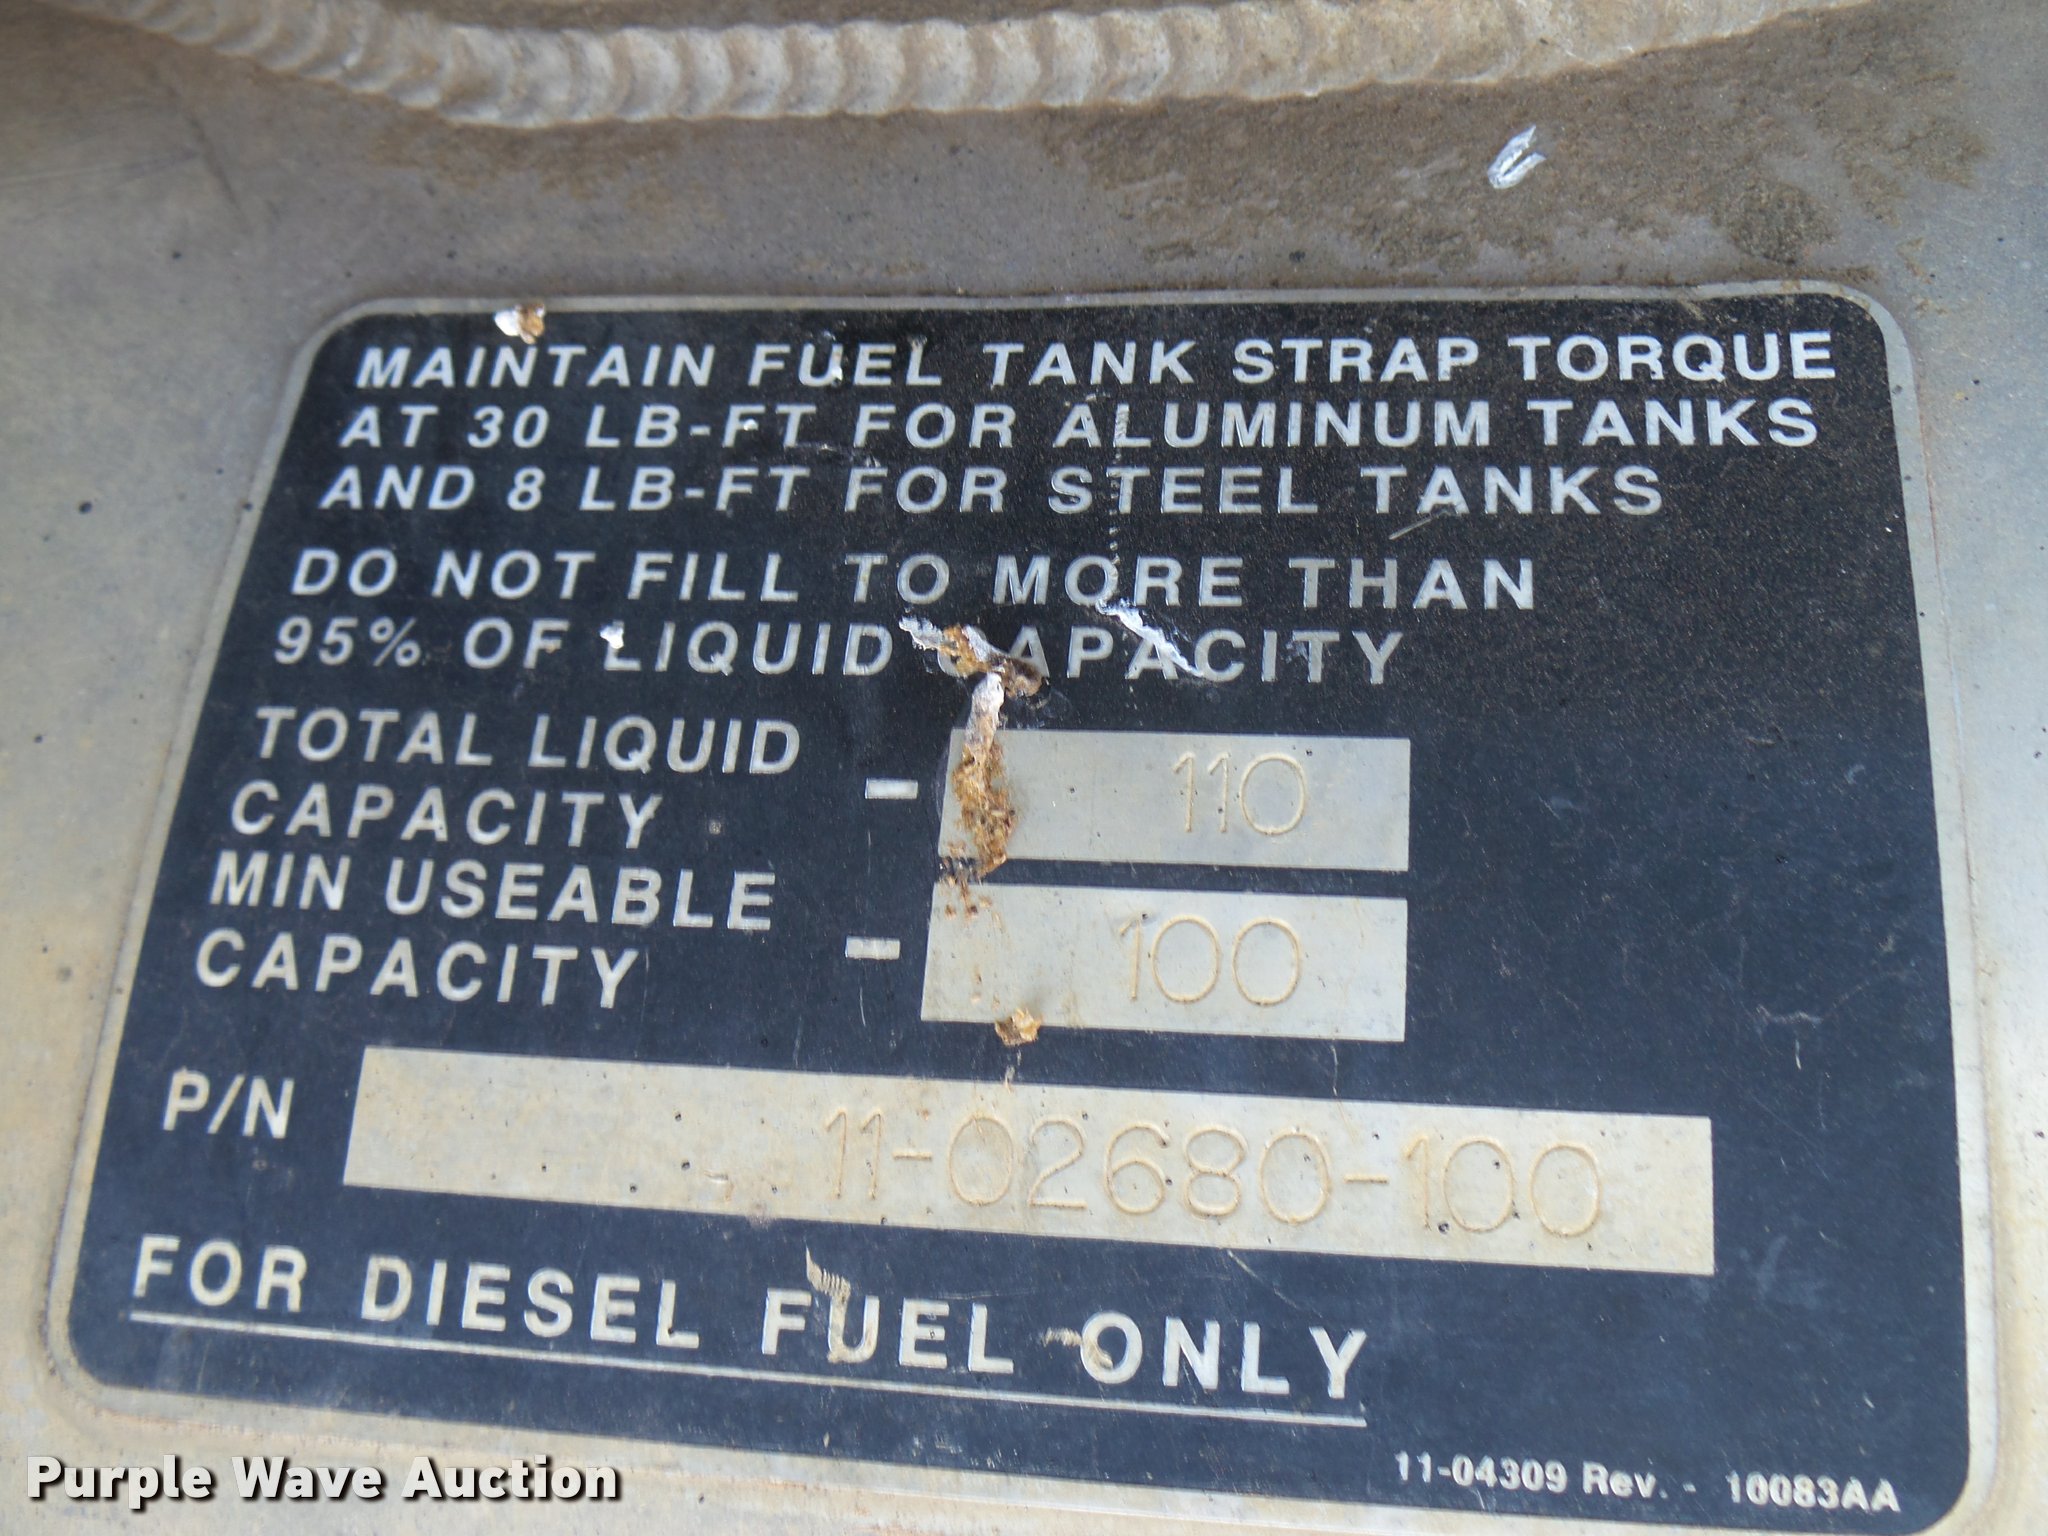 MAINTAIN FUEL TANK STRAP TORQUE
AT 30 LB-FT FOR ALUMINUM TANKS
AND 8 LB-FT FOR STEEL TANKS
DO NOT FILL TO MORE THAN
95% OF LIQUID CAPACITY
TOTAL LIQUID
CAPACITY - 110
MIN USEABLE
CAPACITY - 100
P/N 11-02680-100
FOR DIESEL FUEL ONLY
11-04309 Rev. - 10083AA
Purple Wave Auction